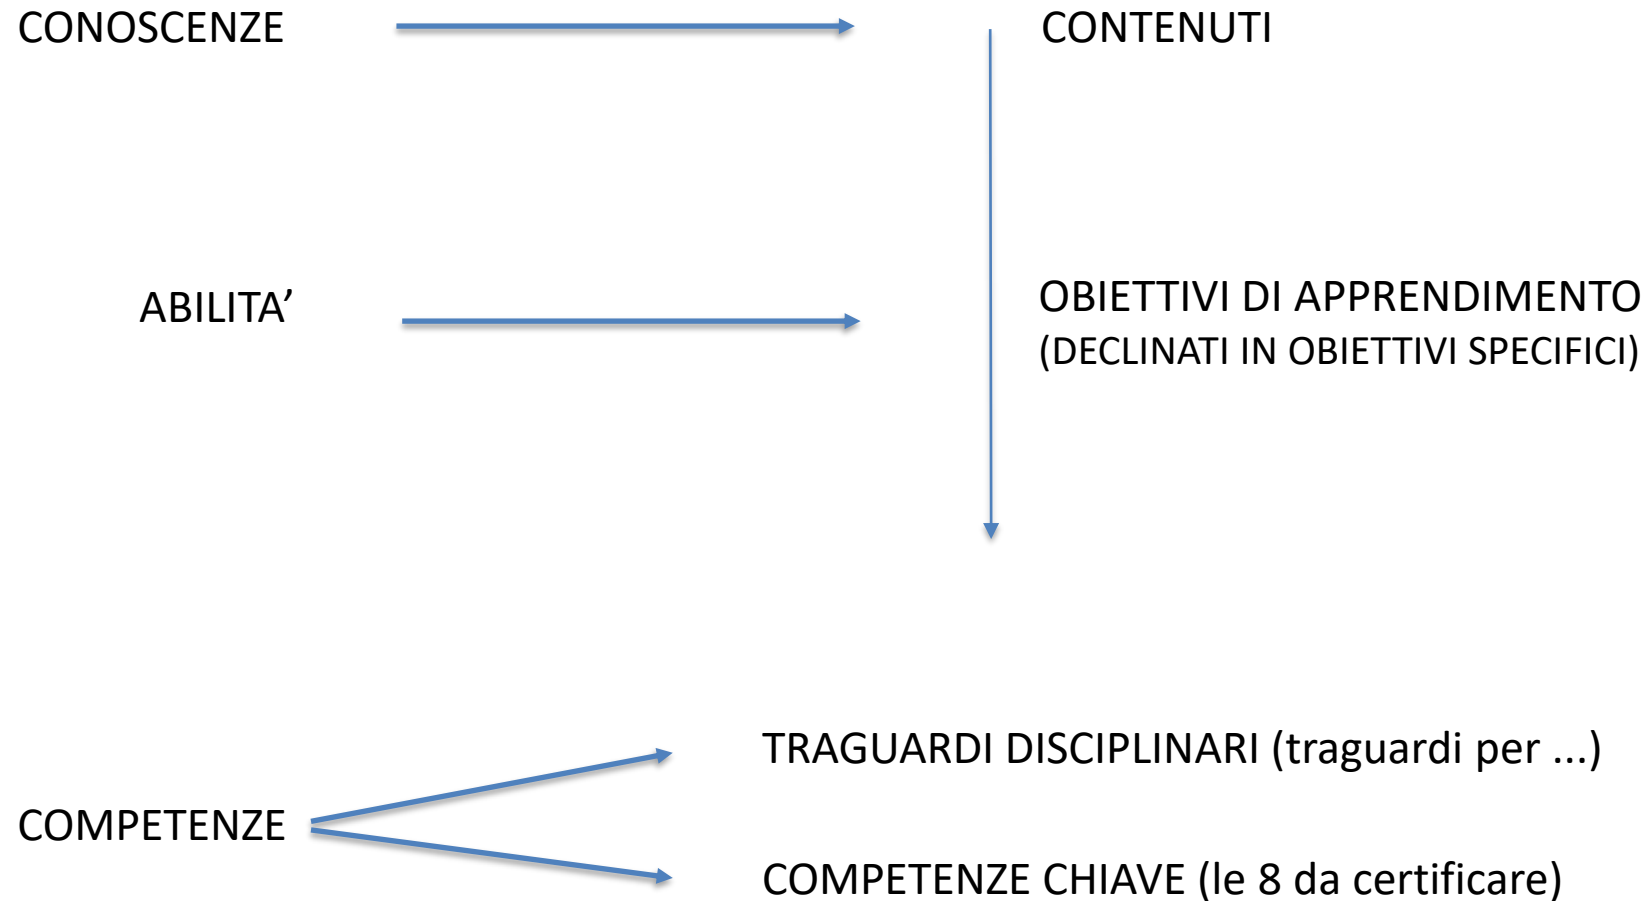 CONOSCENZE
CONTENUTI
ABILITA’
OBIETTIVI DI APPRENDIMENTO
(DECLINATI IN OBIETTIVI SPECIFICI)
TRAGUARDI DISCIPLINARI (traguardi per ...)
COMPETENZE
COMPETENZE CHIAVE (le 8 da certificare)